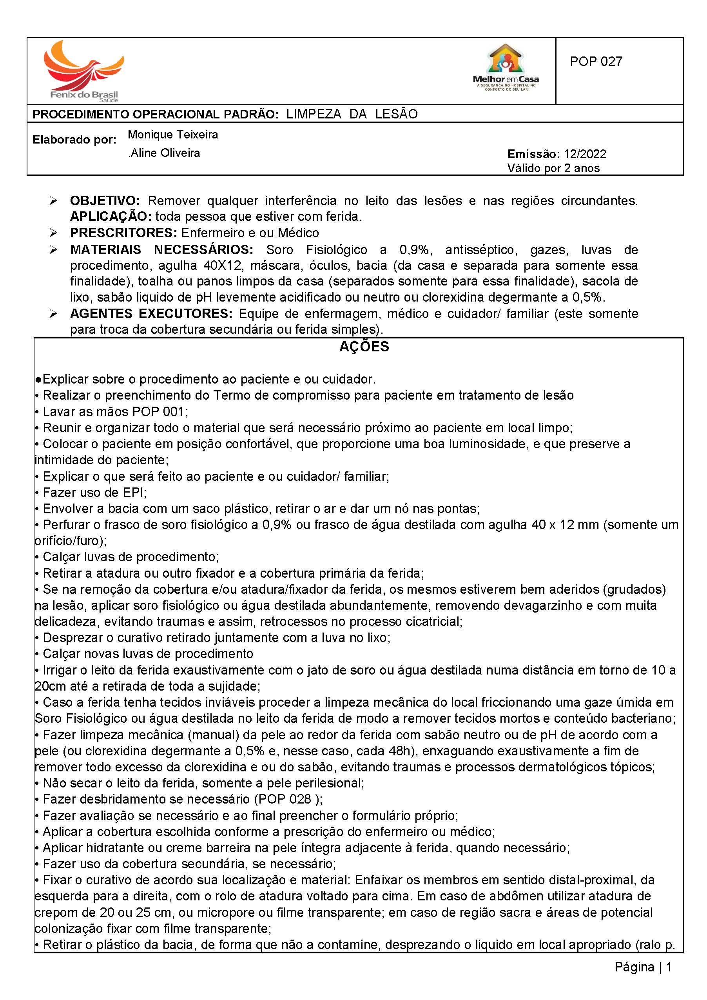 Fenix do Brasil
Saúde
Melhor em Casa
A SEGURANÇA DO HOSPITAL NO
CONFORTO DO SEU LAR
POP 027
PROCEDIMENTO OPERACIONAL PADRÃO: LIMPEZA DA LESÃO
Elaborado por: Monique Teixeira
.Aline Oliveira
Emissão: 12/2022
Válido por 2 anos
➢ OBJETIVO: Remover qualquer interferência no leito das lesões e nas regiões circundantes.
APLICAÇÃO: toda pessoa que estiver com ferida.
➢ PRESCRITORES: Enfermeiro e ou Médico
➢ MATERIAIS NECESSÁRIOS: Soro Fisiológico a 0,9%, antisséptico, gazes, luvas de
procedimento, agulha 40X12, máscara, óculos, bacia (da casa e separada para somente essa
finalidade), toalha ou panos limpos da casa (separados somente para essa finalidade), sacola de
lixo, sabão liquido de pH levemente acidificado ou neutro ou clorexidina degermante a 0,5%.
➢ AGENTES EXECUTORES: Equipe de enfermagem, médico e cuidador/ familiar (este somente
para troca da cobertura secundária ou ferida simples).
AÇÕES
●Explicar sobre o procedimento ao paciente e ou cuidador.
• Realizar o preenchimento do Termo de compromisso para paciente em tratamento de lesão
• Lavar as mãos POP 001;
• Reunir e organizar todo o material que será necessário próximo ao paciente em local limpo;
• Colocar o paciente em posição confortável, que proporcione uma boa luminosidade, e que preserve a
intimidade do paciente;
• Explicar o que será feito ao paciente e ou cuidador/ familiar;
• Fazer uso de EPI;
• Envolver a bacia com um saco plástico, retirar o ar e dar um nó nas pontas;
• Perfurar o frasco de soro fisiológico a 0,9% ou frasco de água destilada com agulha 40 x 12 mm (somente um
orifício/furo);
• Calçar luvas de procedimento;
• Retirar a atadura ou outro fixador e a cobertura primária da ferida;
• Se na remoção da cobertura e/ou atadura/fixador da ferida, os mesmos estiverem bem aderidos (grudados)
na lesão, aplicar soro fisiológico ou água destilada abundantemente, removendo devagarzinho e com muita
delicadeza, evitando traumas e assim, retrocessos no processo cicatricial;
• Desprezar o curativo retirado juntamente com a luva no lixo;
• Calçar novas luvas de procedimento
• Irrigar o leito da ferida exaustivamente com o jato de soro ou água destilada numa distância em torno de 10 a
20cm até a retirada de toda a sujidade;
• Caso a ferida tenha tecidos inviáveis proceder a limpeza mecânica do local friccionando uma gaze úmida em
Soro Fisiológico ou água destilada no leito da ferida de modo a remover tecidos mortos e conteúdo bacteriano;
• Fazer limpeza mecânica (manual) da pele ao redor da ferida com sabão neutro ou de pH de acordo com a
pele (ou clorexidina degermante a 0,5% e, nesse caso, cada 48h), enxaguando exaustivamente a fim de
remover todo excesso da clorexidina e ou do sabão, evitando traumas e processos dermatológicos tópicos;
• Não secar o leito da ferida, somente a pele perilesional;
• Fazer desbridamento se necessário (POP 028 );
• Fazer avaliação se necessário e ao final preencher o formulário próprio;
• Aplicar a cobertura escolhida conforme a prescrição do enfermeiro ou médico;
• Aplicar hidratante ou creme barreira na pele íntegra adjacente à ferida, quando necessário;
• Fazer uso da cobertura secundária, se necessário;
• Fixar o curativo de acordo sua localização e material: Enfaixar os membros em sentido distal-proximal, da
esquerda para a direita, com o rolo de atadura voltado para cima. Em caso de abdômen utilizar atadura de
crepom de 20 ou 25 cm, ou micropore ou filme transparente; em caso de região sacra e áreas de potencial
colonização fixar com filme transparente;
• Retirar o plástico da bacia, de forma que não a contamine, desprezando o liquido em local apropriado (ralo p.
Página | 1